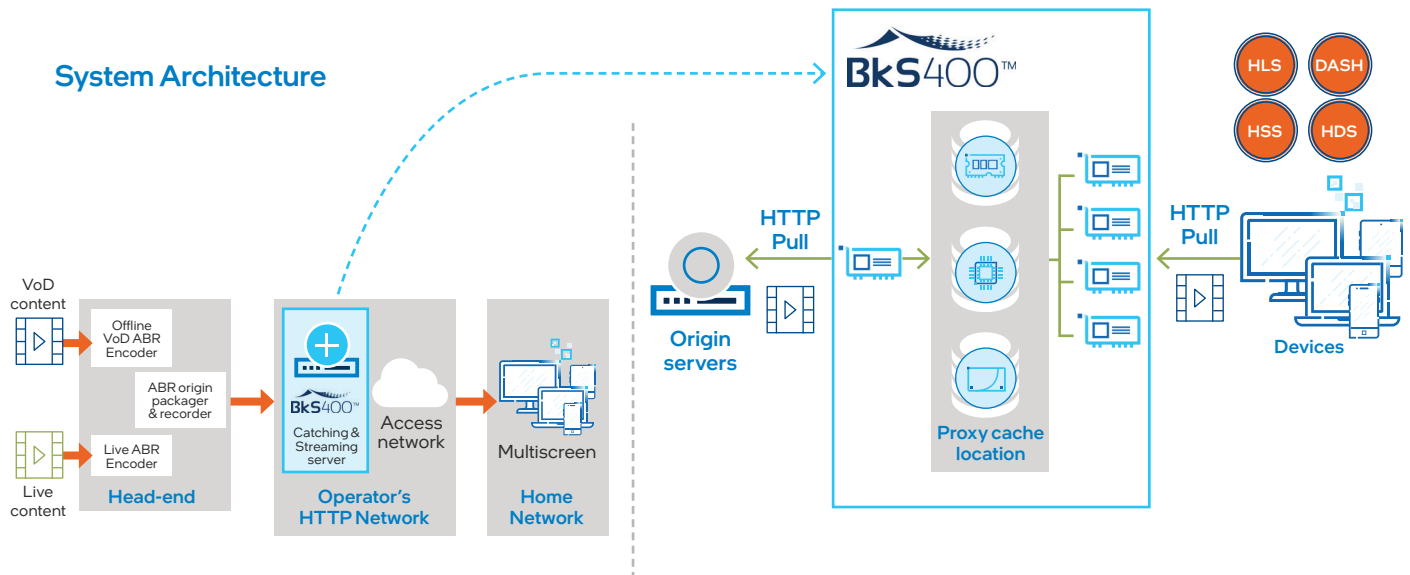 System Architecture
VoD
content
Offline
VoD ABR
Encoder
ABR origin
packager
& recorder
Live ABR
Encoder
Live
content
Head-end
BkS400™
Catching &
Streaming
server
Access
network
Operator's
HTTP Network
Multiscreen
Home
Network
BkS400™
Origin
servers
HTTP
Pull
Proxy cache
location
HTTP
Pull
HLS
DASH
HSS
HDS
Devices